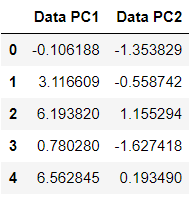 Data PC1 Data PC2
0 -0.106188 -1.353829
1 3.116609 -0.558742
2 6.193820 1.155294
3 0.780280 -1.627418
4 6.562845 0.193490